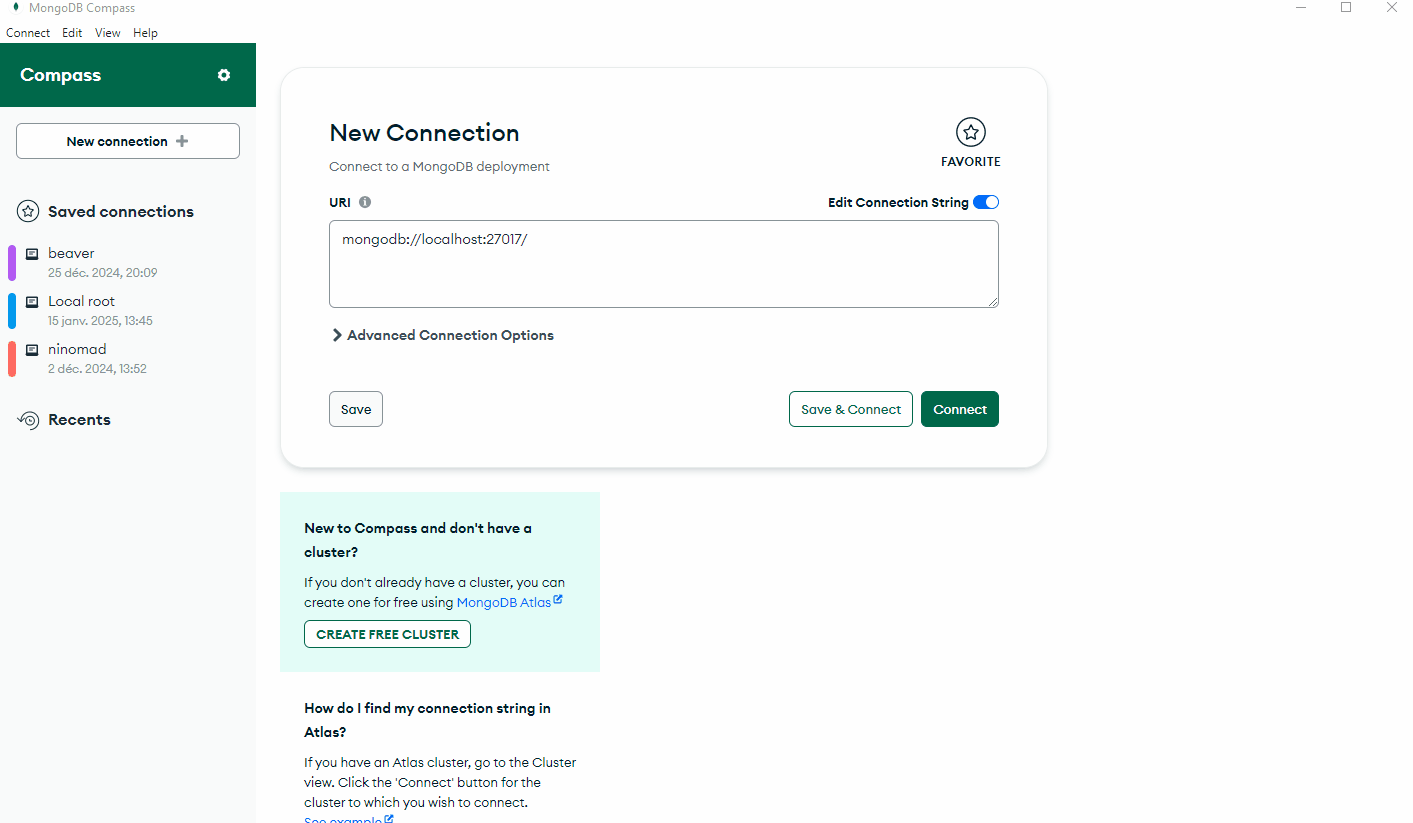 MongoDB Compass
Connect Edit View Help
Compass
New connection
Saved connections
beaver
25 déc. 2024, 20:09
Local root
15 janv. 2025, 13:45
ninomad
2 déc. 2024, 13:52
Recents
New Connection
Connect to a MongoDB deployment
FAVORITE
URI
Edit Connection String
mongodb://localhost:27017/
Advanced Connection Options
Save
Save & Connect
Connect
New to Compass and don't have a
cluster?
If you don't already have a cluster, you can
create one for free using MongoDB Atlas
CREATE FREE CLUSTER
How do I find my connection string in
Atlas?
If you have an Atlas cluster, go to the Cluster
view. Click the 'Connect' button for the
cluster to which you wish to connect.
See example